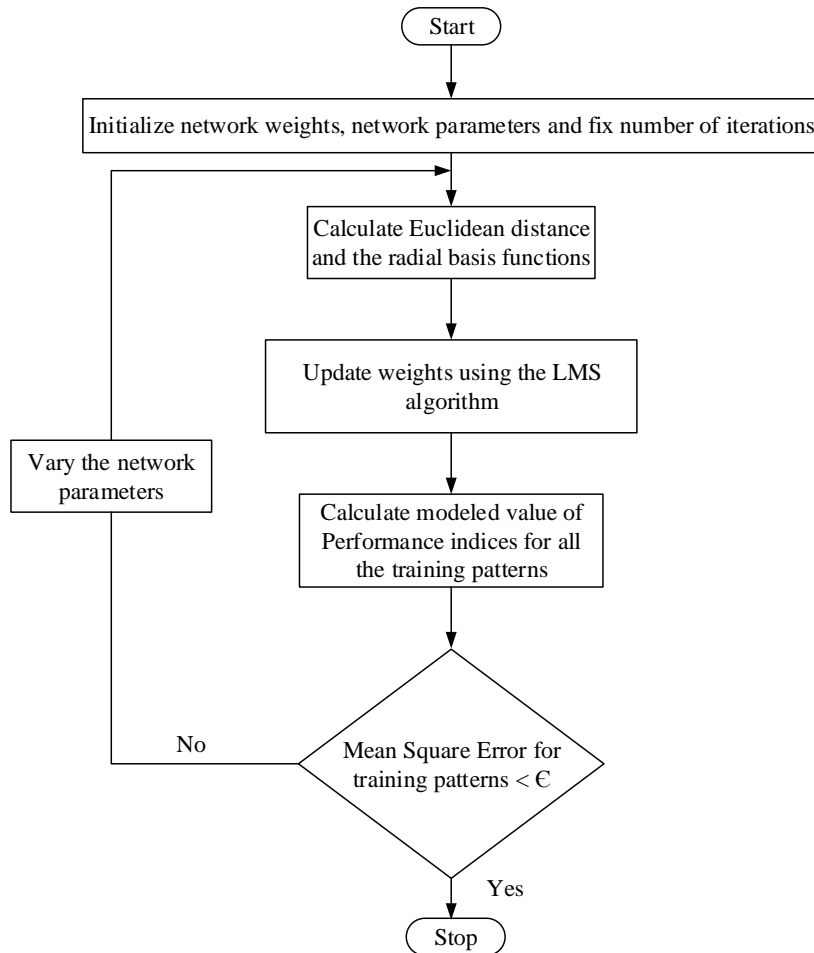 Start
Initialize network weights, network parameters and fix number of iterations
Calculate Euclidean distance
and the radial basis functions
Update weights using the LMS
algorithm
Vary the network
parameters
Calculate modeled value of
Performance indices for all
the training patterns
No
Mean Square Error for
training patterns < Є
Yes
Stop